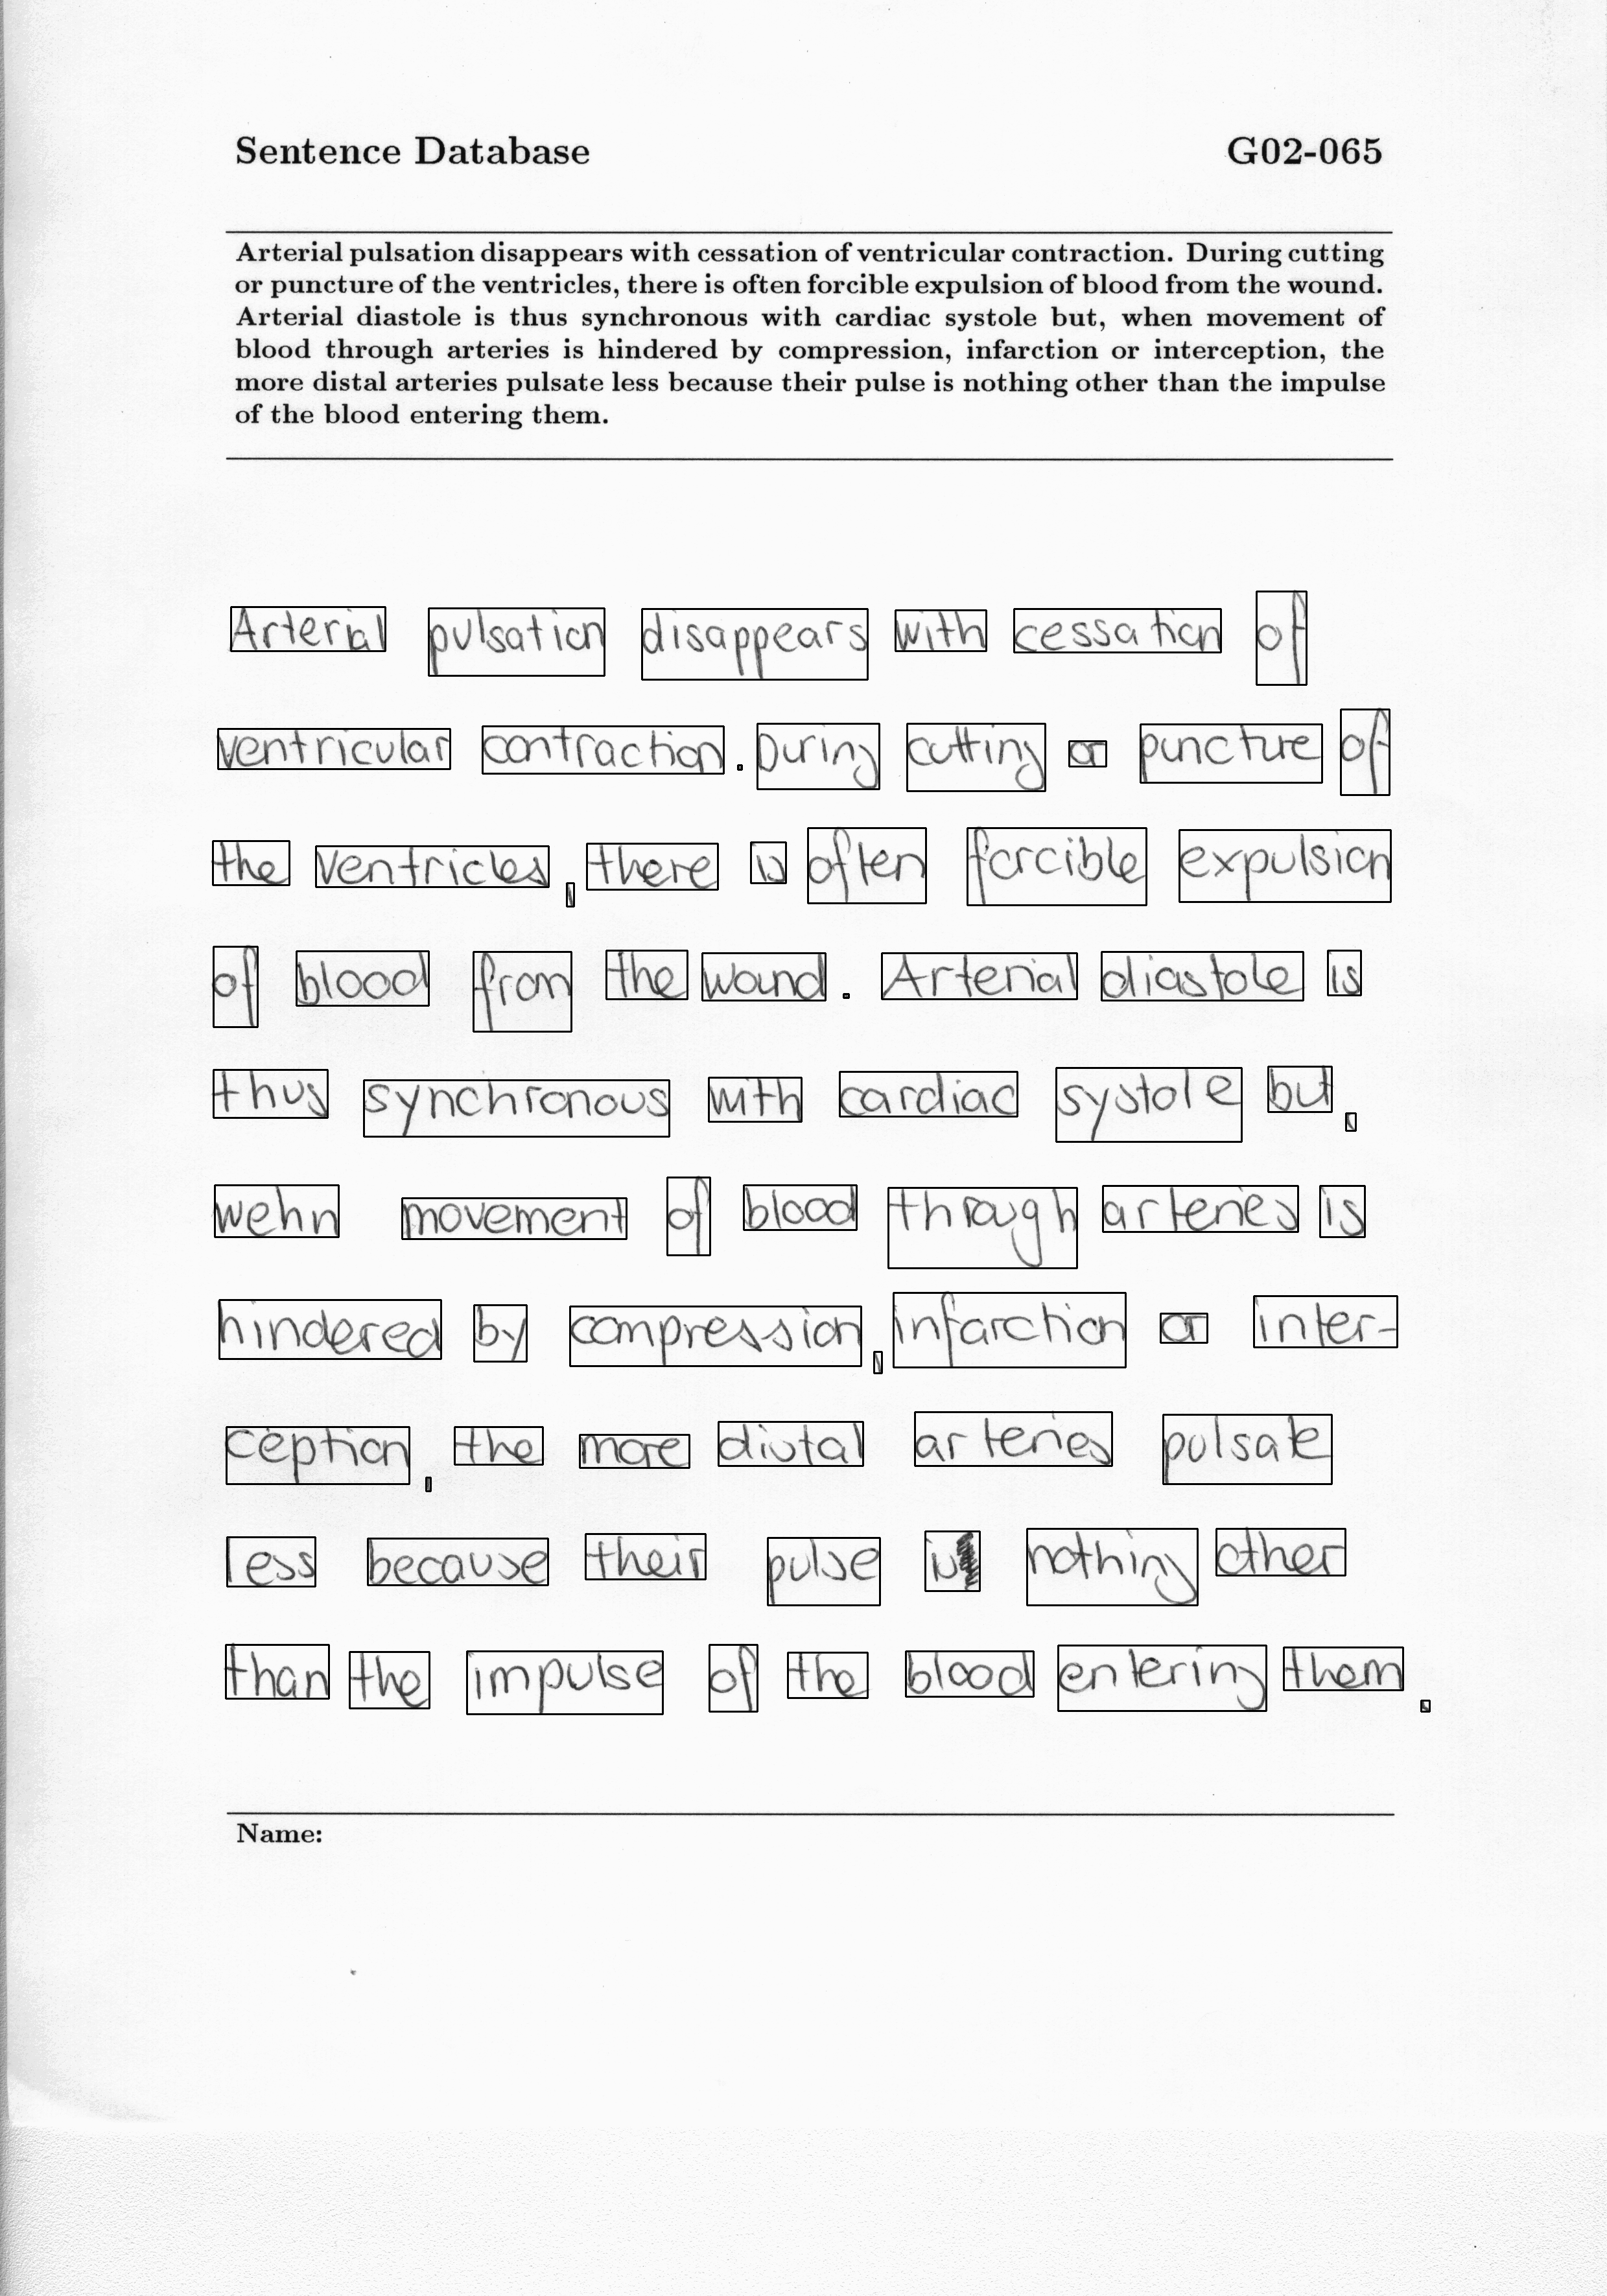 Sentence Database G02-065
Arterial pulsation disappears with cessation of ventricular contraction. During cutting
or puncture of the ventricles, there is often forcible expulsion of blood from the wound.
Arterial diastole is thus synchronous with cardiac systole but, when movement of
blood through arteries is hindered by compression, infarction or interception, the
more distal arteries pulsate less because their pulse is nothing other than the impulse
of the blood entering them.
Arterial pulsation disappears with cessation of
ventricular contraction. During cutting or puncture of
the ventricles, there is often forcible expulsion
of blood from the wound. Arterial diastole is
thus synchronous with cardiac systole but,
wehn movement of blood through arteries is
hindered by compression, infarction or inter-
ception, the more distal arteries pulsate
less because their pulse is nothing other
than the impulse of the blood entering them.
Name: